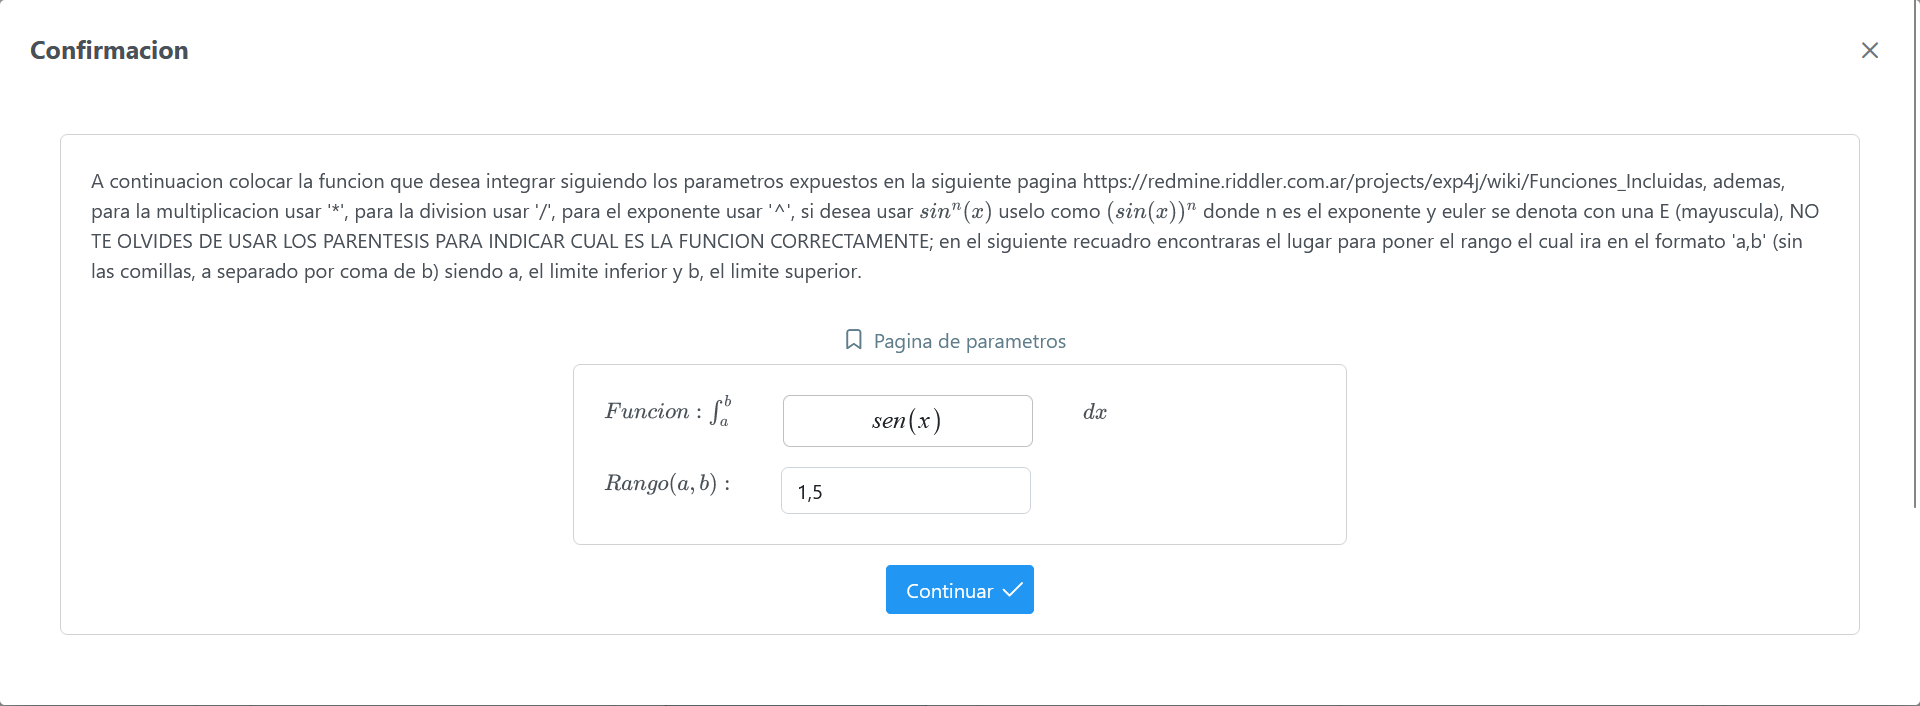 Confirmacion
A continuacion colocar la funcion que desea integrar siguiendo los parametros expuestos en la siguiente pagina https://redmine.riddler.com.ar/projects/exp4j/wiki/Funciones_Incluidas, ademas,
para la multiplicacion usar '*', para la division usar '/', para el exponente usar '^', si desea usar sinⁿ(x) uselo como (sin(x))ⁿ donde n es el exponente y euler se denota con una E (mayuscula), NO
TE OLVIDES DE USAR LOS PARENTESIS PARA INDICAR CUAL ES LA FUNCION CORRECTAMENTE; en el siguiente recuadro encontraras el lugar para poner el rango el cual ira en el formato 'a,b' (sin
las comillas, a separado por coma de b) siendo a, el limite inferior y b, el limite superior.
Pagina de parametros
Funcion : ∫_a^b sen(x) dx
Rango(a, b) : 1,5
Continuar